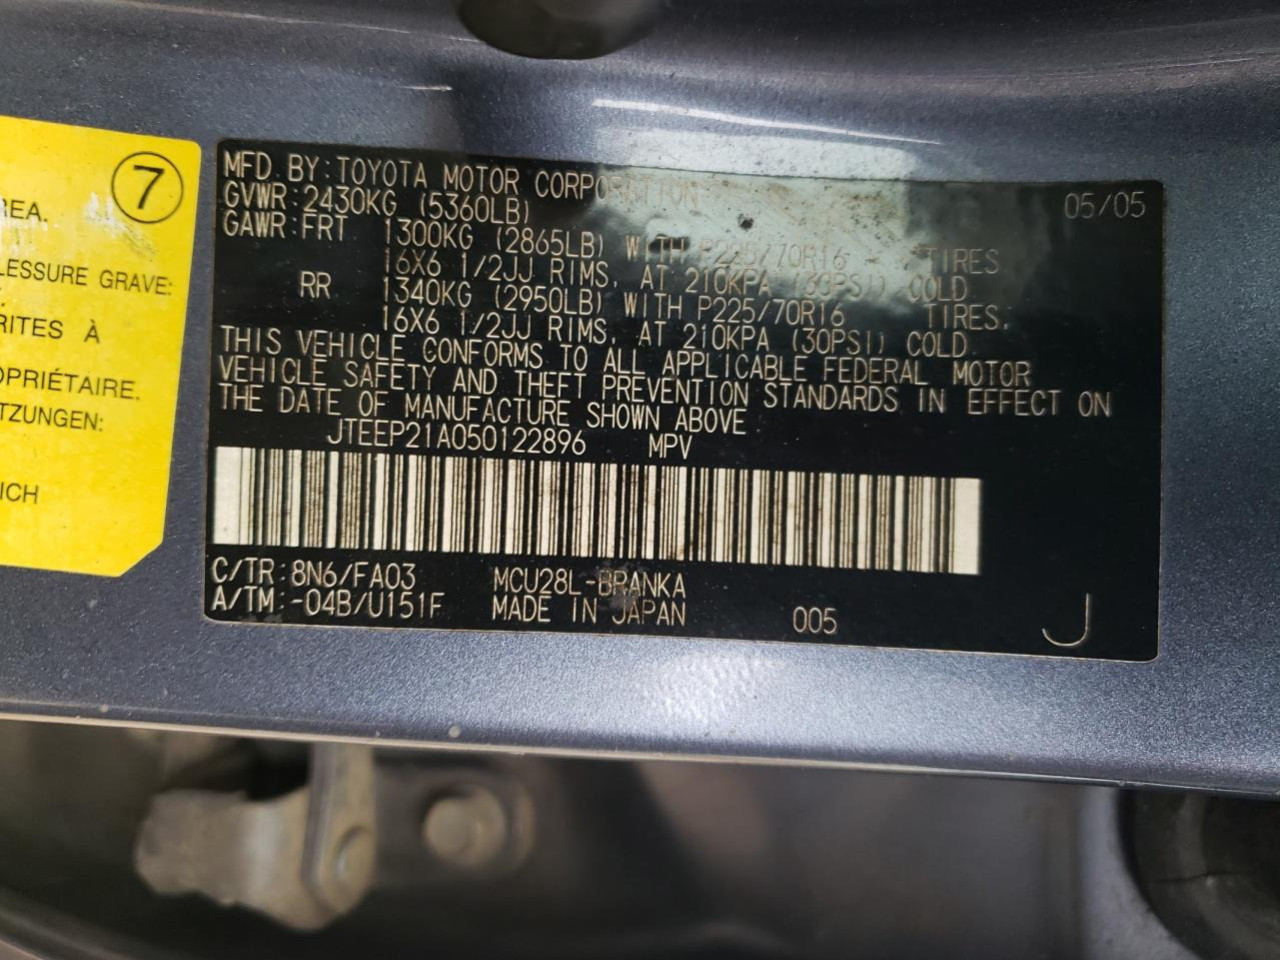 7
REA.
LESSURE GRAVE:
RITES À
OPRIÉTAIRE.
TZUNGEN:
ICH
MFD. BY: TOYOTA MOTOR CORPORATION 05/05
GVWR: 2430KG (5360LB)
GAWR: FRT 1300KG (2865LB) WITH P225/70R16 TIRES
16X6 1/2JJ RIMS, AT 210KPA (30PSI) COLD
RR 1340KG (2950LB) WITH P225/70R16 TIRES,
16X6 1/2JJ RIMS, AT 210KPA (30PSI) COLD.
THIS VEHICLE CONFORMS TO ALL APPLICABLE FEDERAL MOTOR
VEHICLE SAFETY AND THEFT PREVENTION STANDARDS IN EFFECT ON
THE DATE OF MANUFACTURE SHOWN ABOVE.
JTEEP21A050122896 MPV
C/TR: 8N6/FA03 MCU28L-BRANKA
A/TM: -04B/U151F MADE IN JAPAN 005 J